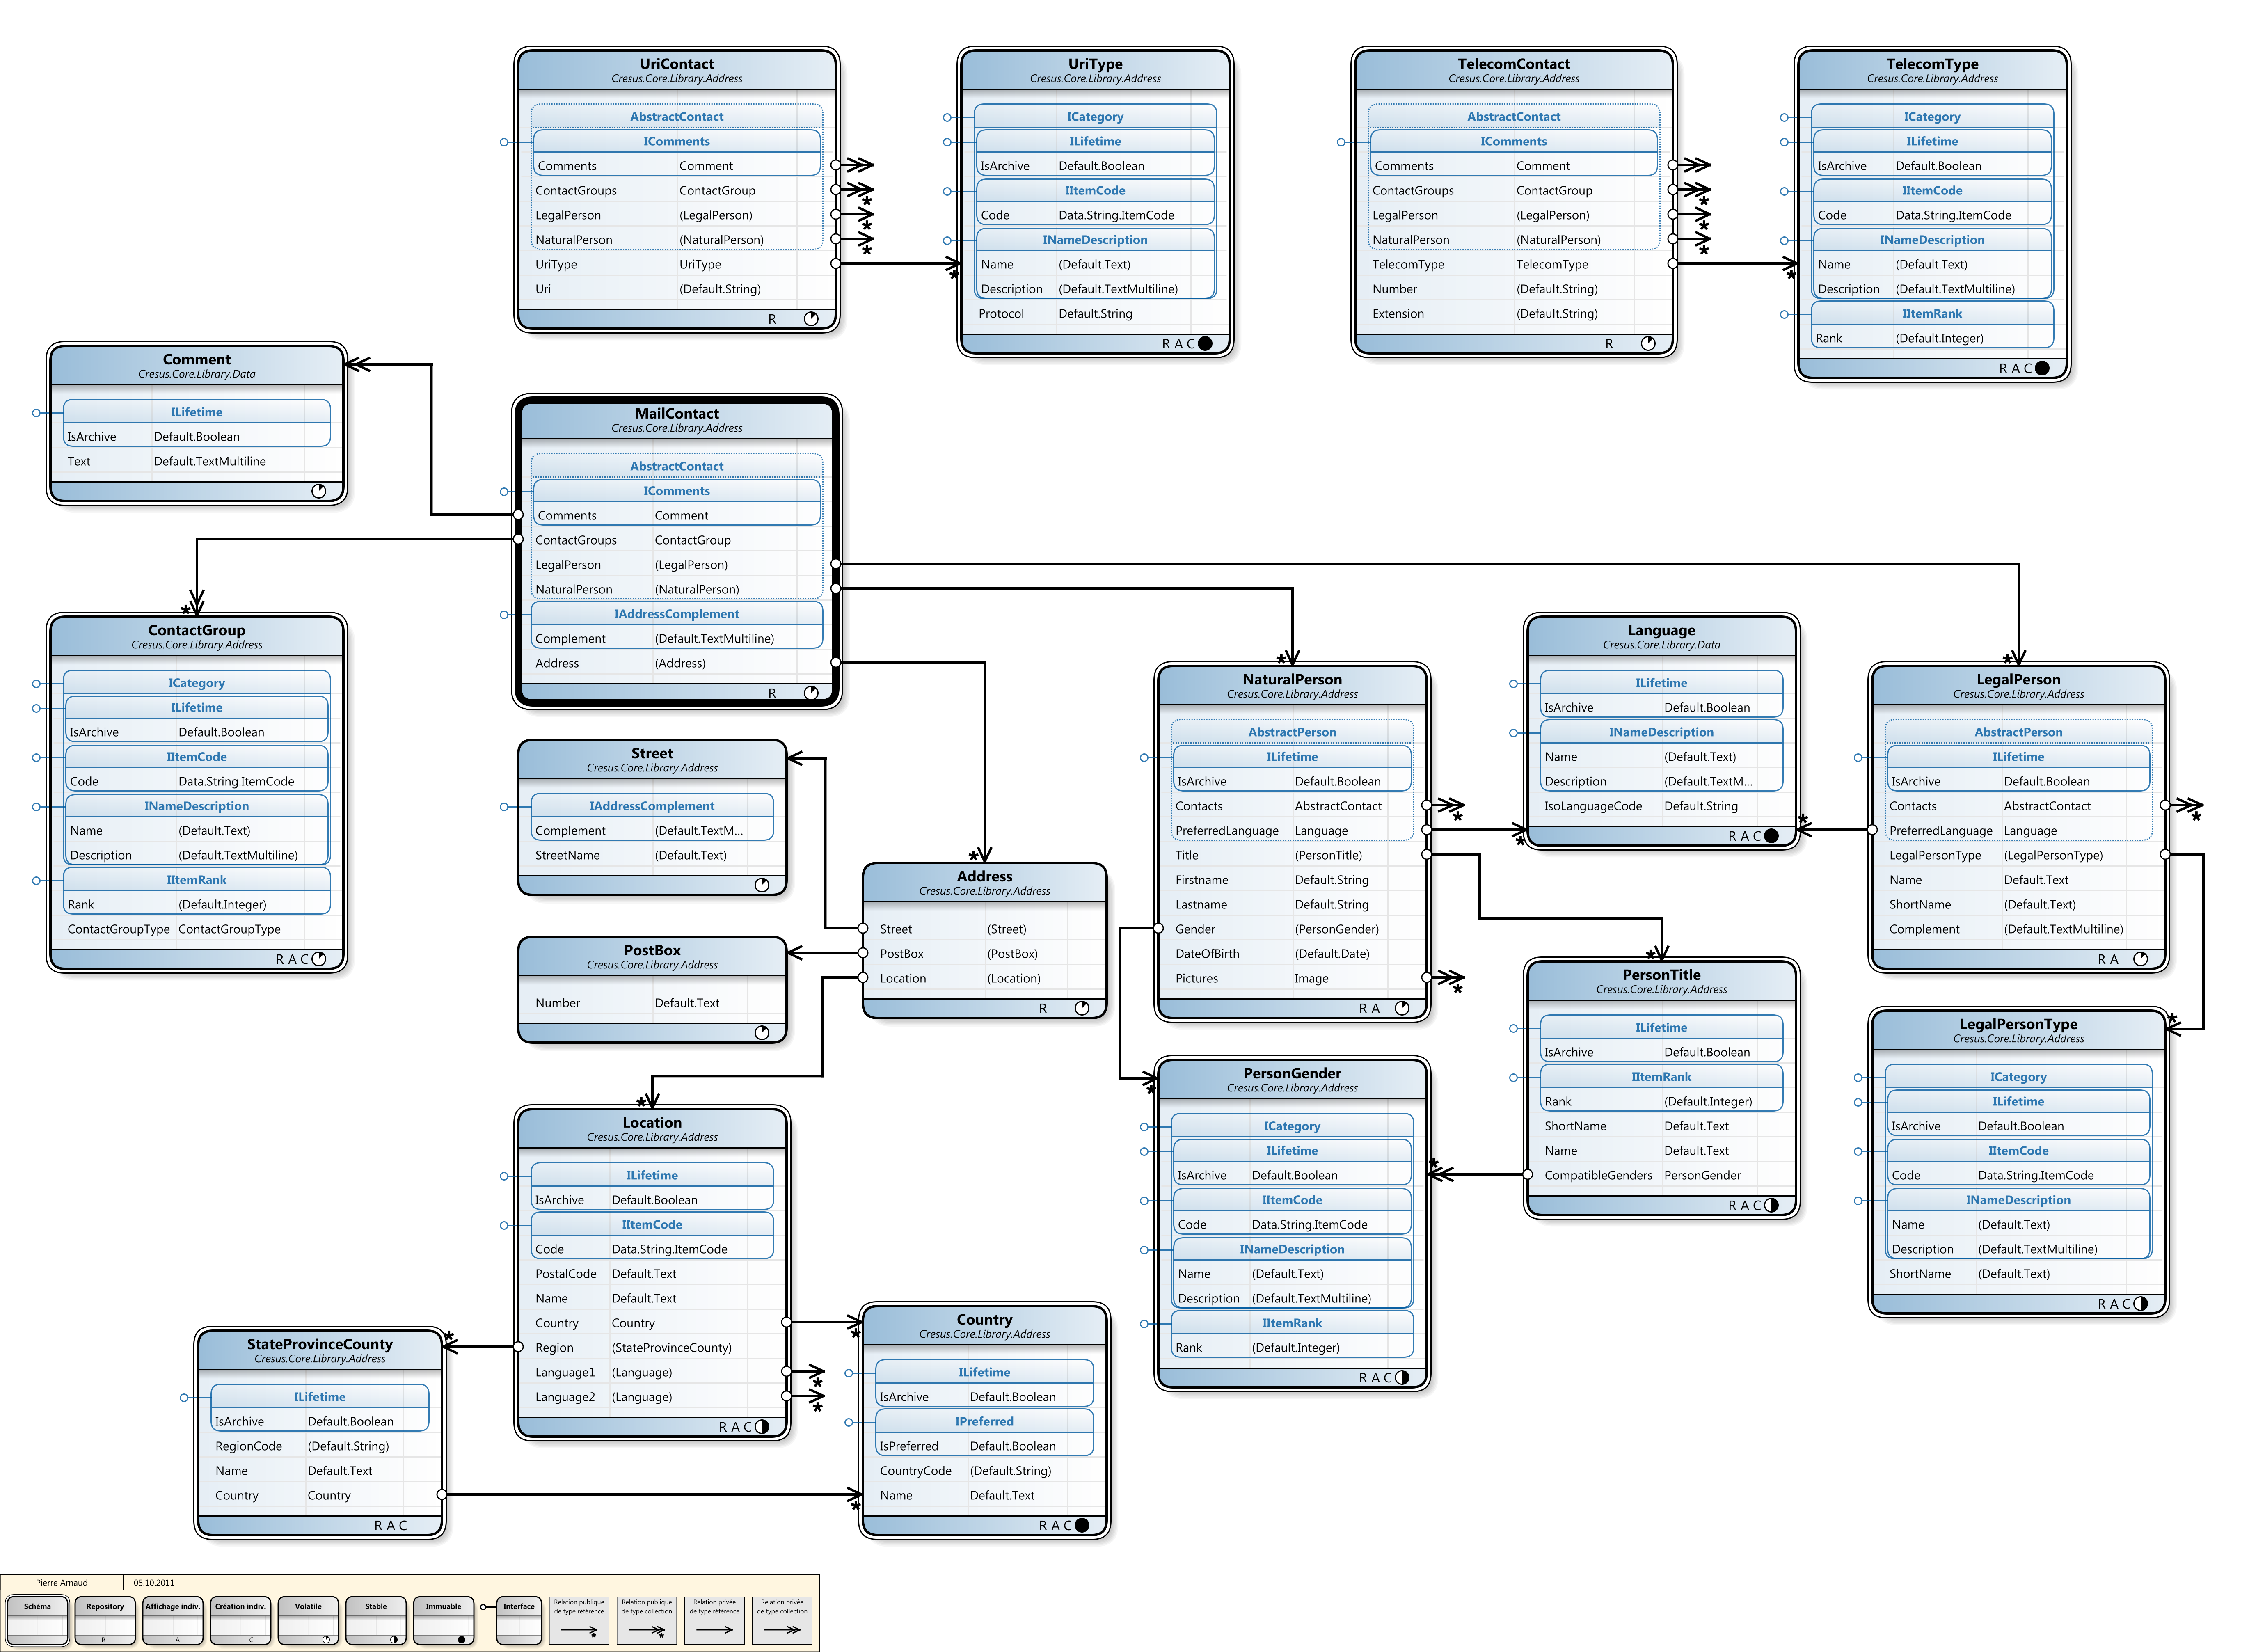 UriContact
Cresus.Core.Library.Address
AbstractContact
IComments
Comments Comment
ContactGroups ContactGroup
LegalPerson (LegalPerson)
NaturalPerson (NaturalPerson)
UriType UriType
Uri (Default.String)
R
UriType
Cresus.Core.Library.Address
ICategory
ILifetime
IsArchive Default.Boolean
IItemCode
Code Data.String.ItemCode
INameDescription
Name (Default.Text)
Description (Default.TextMultiline)
Protocol Default.String
R A C
TelecomContact
Cresus.Core.Library.Address
AbstractContact
IComments
Comments Comment
ContactGroups ContactGroup
LegalPerson (LegalPerson)
NaturalPerson (NaturalPerson)
TelecomType TelecomType
Number (Default.String)
Extension (Default.String)
R
TelecomType
Cresus.Core.Library.Address
ICategory
ILifetime
IsArchive Default.Boolean
IItemCode
Code Data.String.ItemCode
INameDescription
Name (Default.Text)
Description (Default.TextMultiline)
IItemRank
Rank (Default.Integer)
R A C
Comment
Cresus.Core.Library.Data
ILifetime
IsArchive Default.Boolean
Text Default.TextMultiline
MailContact
Cresus.Core.Library.Address
AbstractContact
IComments
Comments Comment
ContactGroups ContactGroup
LegalPerson (LegalPerson)
NaturalPerson (NaturalPerson)
IAddressComplement
Complement (Default.TextMultiline)
Address (Address)
R
ContactGroup
Cresus.Core.Library.Address
ICategory
ILifetime
IsArchive Default.Boolean
IItemCode
Code Data.String.ItemCode
INameDescription
Name (Default.Text)
Description (Default.TextMultiline)
IItemRank
Rank (Default.Integer)
ContactGroupType ContactGroupType
R A C
Street
Cresus.Core.Library.Address
IAddressComplement
Complement (Default.TextM...
StreetName (Default.Text)
PostBox
Cresus.Core.Library.Address
Number Default.Text
Address
Cresus.Core.Library.Address
Street (Street)
PostBox (PostBox)
Location (Location)
R
NaturalPerson
Cresus.Core.Library.Address
AbstractPerson
ILifetime
IsArchive Default.Boolean
Contacts AbstractContact
PreferredLanguage Language
Title (PersonTitle)
Firstname Default.String
Lastname Default.String
Gender (PersonGender)
DateOfBirth (Default.Date)
Pictures Image
R A
Language
Cresus.Core.Library.Data
ILifetime
IsArchive Default.Boolean
INameDescription
Name (Default.Text)
Description (Default.TextM...
IsoLanguageCode Default.String
R A C
LegalPerson
Cresus.Core.Library.Address
AbstractPerson
ILifetime
IsArchive Default.Boolean
Contacts AbstractContact
PreferredLanguage Language
LegalPersonType (LegalPersonType)
Name Default.Text
ShortName (Default.Text)
Complement (Default.TextMultiline)
R A
PersonTitle
Cresus.Core.Library.Address
ILifetime
IsArchive Default.Boolean
IItemRank
Rank (Default.Integer)
ShortName Default.Text
Name Default.Text
CompatibleGenders PersonGender
R A C
LegalPersonType
Cresus.Core.Library.Address
ICategory
ILifetime
IsArchive Default.Boolean
IItemCode
Code Data.String.ItemCode
INameDescription
Name (Default.Text)
Description (Default.TextMultiline)
ShortName (Default.Text)
R A C
PersonGender
Cresus.Core.Library.Address
ICategory
ILifetime
IsArchive Default.Boolean
IItemCode
Code Data.String.ItemCode
INameDescription
Name (Default.Text)
Description (Default.TextMultiline)
IItemRank
Rank (Default.Integer)
R A C
Location
Cresus.Core.Library.Address
ILifetime
IsArchive Default.Boolean
IItemCode
Code Data.String.ItemCode
PostalCode Default.Text
Name Default.Text
Country Country
Region (StateProvinceCounty)
Language1 (Language)
Language2 (Language)
R A C
Country
Cresus.Core.Library.Address
ILifetime
IsArchive Default.Boolean
IPreferred
IsPreferred Default.Boolean
CountryCode (Default.String)
Name Default.Text
R A C
StateProvinceCounty
Cresus.Core.Library.Address
ILifetime
IsArchive Default.Boolean
RegionCode (Default.String)
Name Default.Text
Country Country
R A C
Pierre Arnaud 05.10.2011
Schéma
Repository
R
Affichage indiv.
A
Création indiv.
C
Volatile
Stable
Immuable
Interface
Relation publique
de type référence
Relation publique
de type collection
Relation privée
de type référence
Relation privée
de type collection